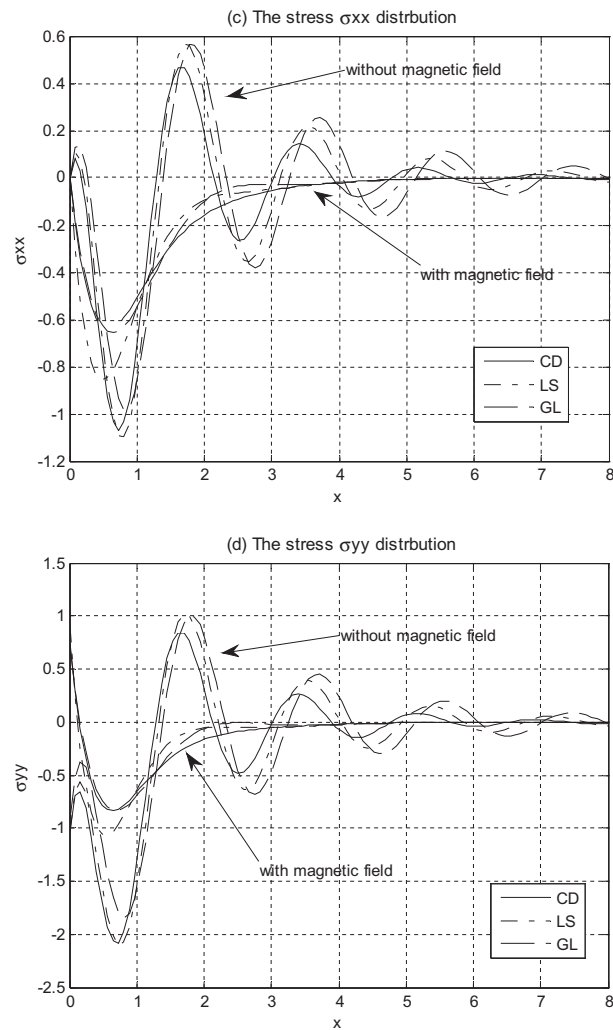 (c) The stress σxx distrbution
0.6
0.4
0.2
0
-0.2
-0.4
-0.6
-0.8
-1
-1.2
σxx
without magnetic field
with magnetic field
CD
LS
GL
0 1 2 3 4 5 6 7 8
x
(d) The stress σyy distrbution
1.5
1
0.5
0
-0.5
-1
-1.5
-2
-2.5
σyy
without magnetic field
with magnetic field
CD
LS
GL
0 1 2 3 4 5 6 7 8
x